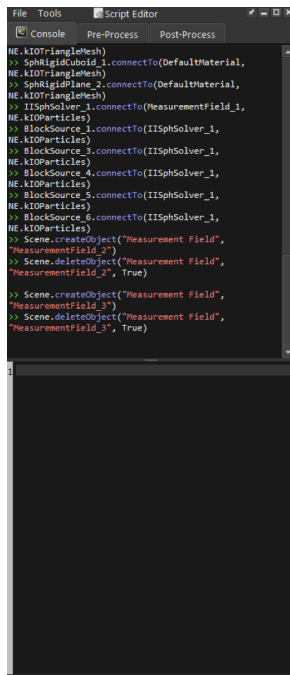 File Tools Script Editor
Console Pre-Process Post-Process
NE.kIOTriangleMesh)
>> SphRigidCuboid_1.connectTo(DefaultMaterial,
NE.kIOTriangleMesh)
>> SphRigidPlane_2.connectTo(DefaultMaterial,
NE.kIOTriangleMesh)
>> IISphSolver_1.connectTo(MeasurementField_1,
NE.kIOParticles)
>> BlockSource_1.connectTo(IISphSolver_1,
NE.kIOParticles)
>> BlockSource_3.connectTo(IISphSolver_1,
NE.kIOParticles)
>> BlockSource_4.connectTo(IISphSolver_1,
NE.kIOParticles)
>> BlockSource_5.connectTo(IISphSolver_1,
NE.kIOParticles)
>> BlockSource_6.connectTo(IISphSolver_1,
NE.kIOParticles)
>> Scene.createObject("Measurement Field",
"MeasurementField_2")
>> Scene.deleteObject("Measurement Field",
"MeasurementField_2", True)
>> Scene.createObject("Measurement Field",
"MeasurementField_3")
>> Scene.deleteObject("Measurement Field",
"MeasurementField_3", True)
1